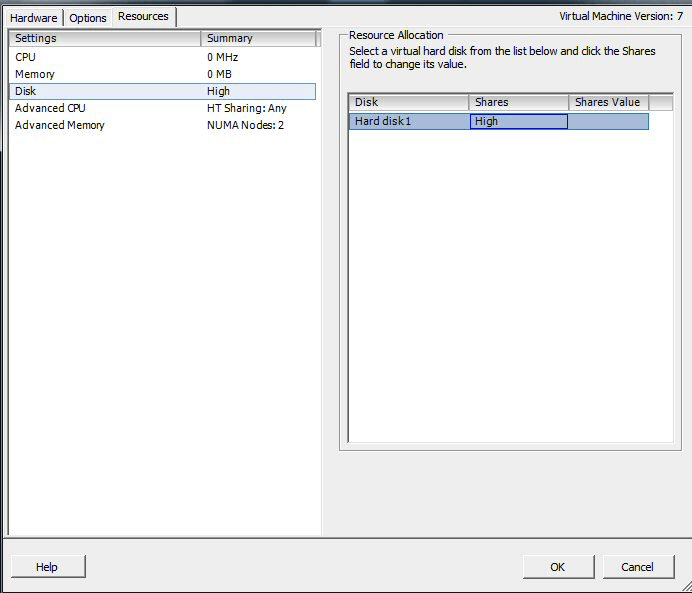 Hardware Options Resources Virtual Machine Version: 7
Settings Summary
CPU 0 MHz
Memory 0 MB
Disk High
Advanced CPU HT Sharing: Any
Advanced Memory NUMA Nodes: 2
Resource Allocation
Select a virtual hard disk from the list below and click the Shares
field to change its value.
Disk Shares Shares Value
Hard disk 1 High
Help OK Cancel